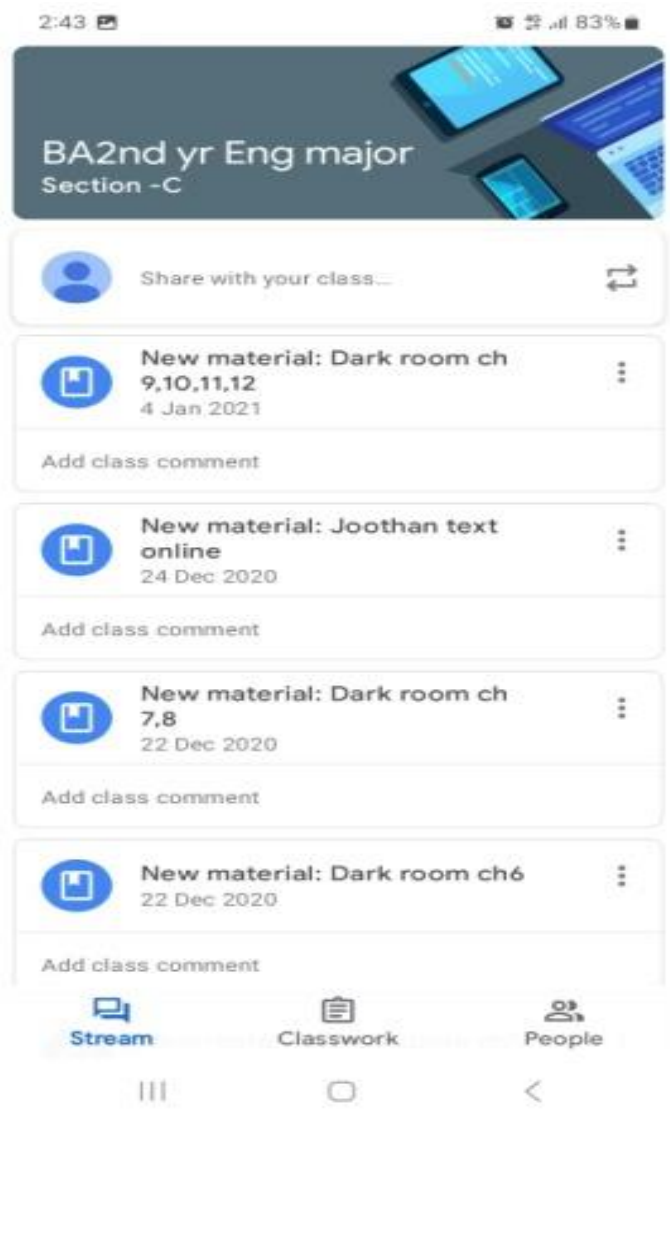 2:43 83%
BA2nd yr Eng major
Section -C
Share with your class...
New material: Dark room ch
9,10,11,12
4 Jan 2021
Add class comment
New material: Joothan text
online
24 Dec 2020
Add class comment
New material: Dark room ch
7,8
22 Dec 2020
Add class comment
New material: Dark room ch6
22 Dec 2020
Add class comment
Stream Classwork People